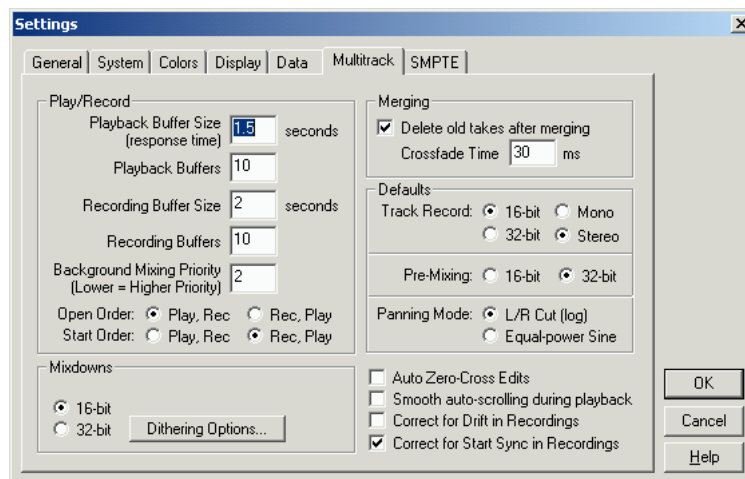 Settings
General System Colors Display Data Multitrack SMPTE
Play/Record
Playback Buffer Size
(response time)
1.5 seconds
Playback Buffers 10
Recording Buffer Size 2 seconds
Recording Buffers 10
Background Mixing Priority
(Lower = Higher Priority)
2
Open Order: Play, Rec Rec, Play
Start Order: Play, Rec Rec, Play
Mixdowns
16-bit
32-bit
Dithering Options...
Merging
Delete old takes after merging
Crossfade Time 30 ms
Defaults
Track Record: 16-bit Mono
32-bit Stereo
Pre-Mixing: 16-bit 32-bit
Panning Mode: L/R Cut (log)
Equal-power Sine
Auto Zero-Cross Edits
Smooth auto-scrolling during playback
Correct for Drift in Recordings
Correct for Start Sync in Recordings
OK
Cancel
Help